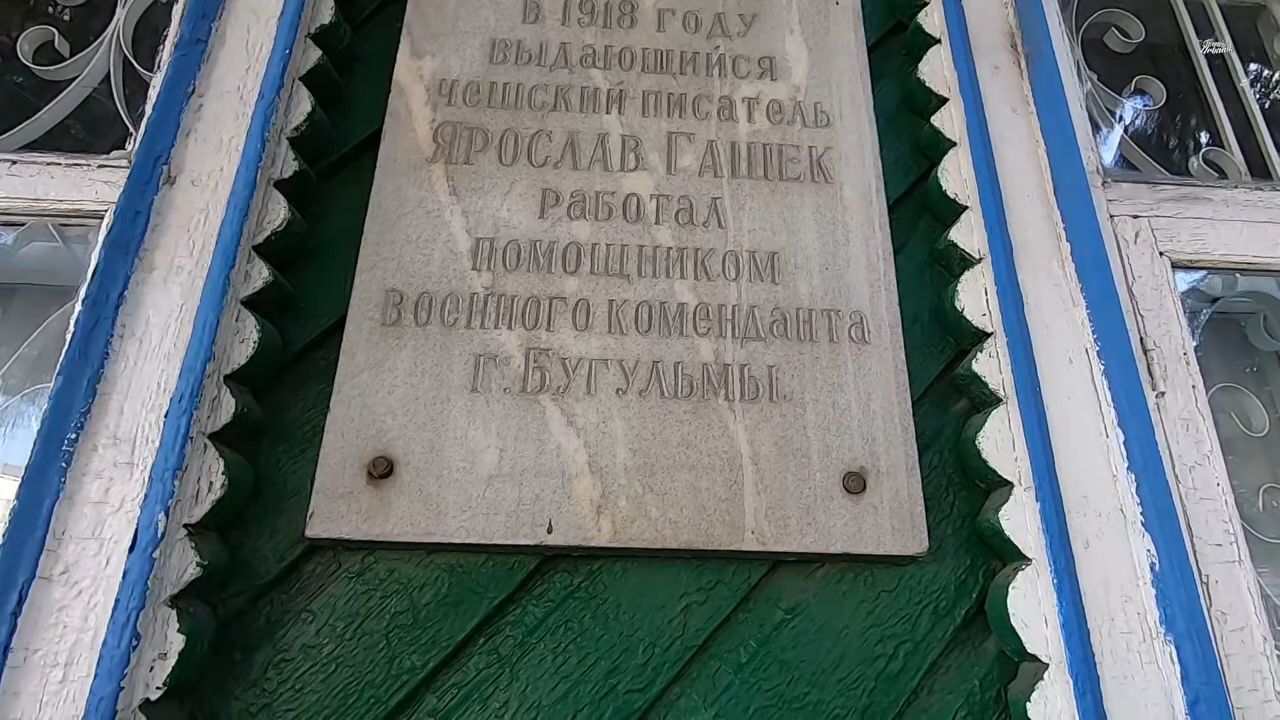 В 1918 году
выдающийся
чешский писатель
ЯРОСЛАВ ГАШЕК
работал
помощником
военного коменданта
г. Бугульмы.